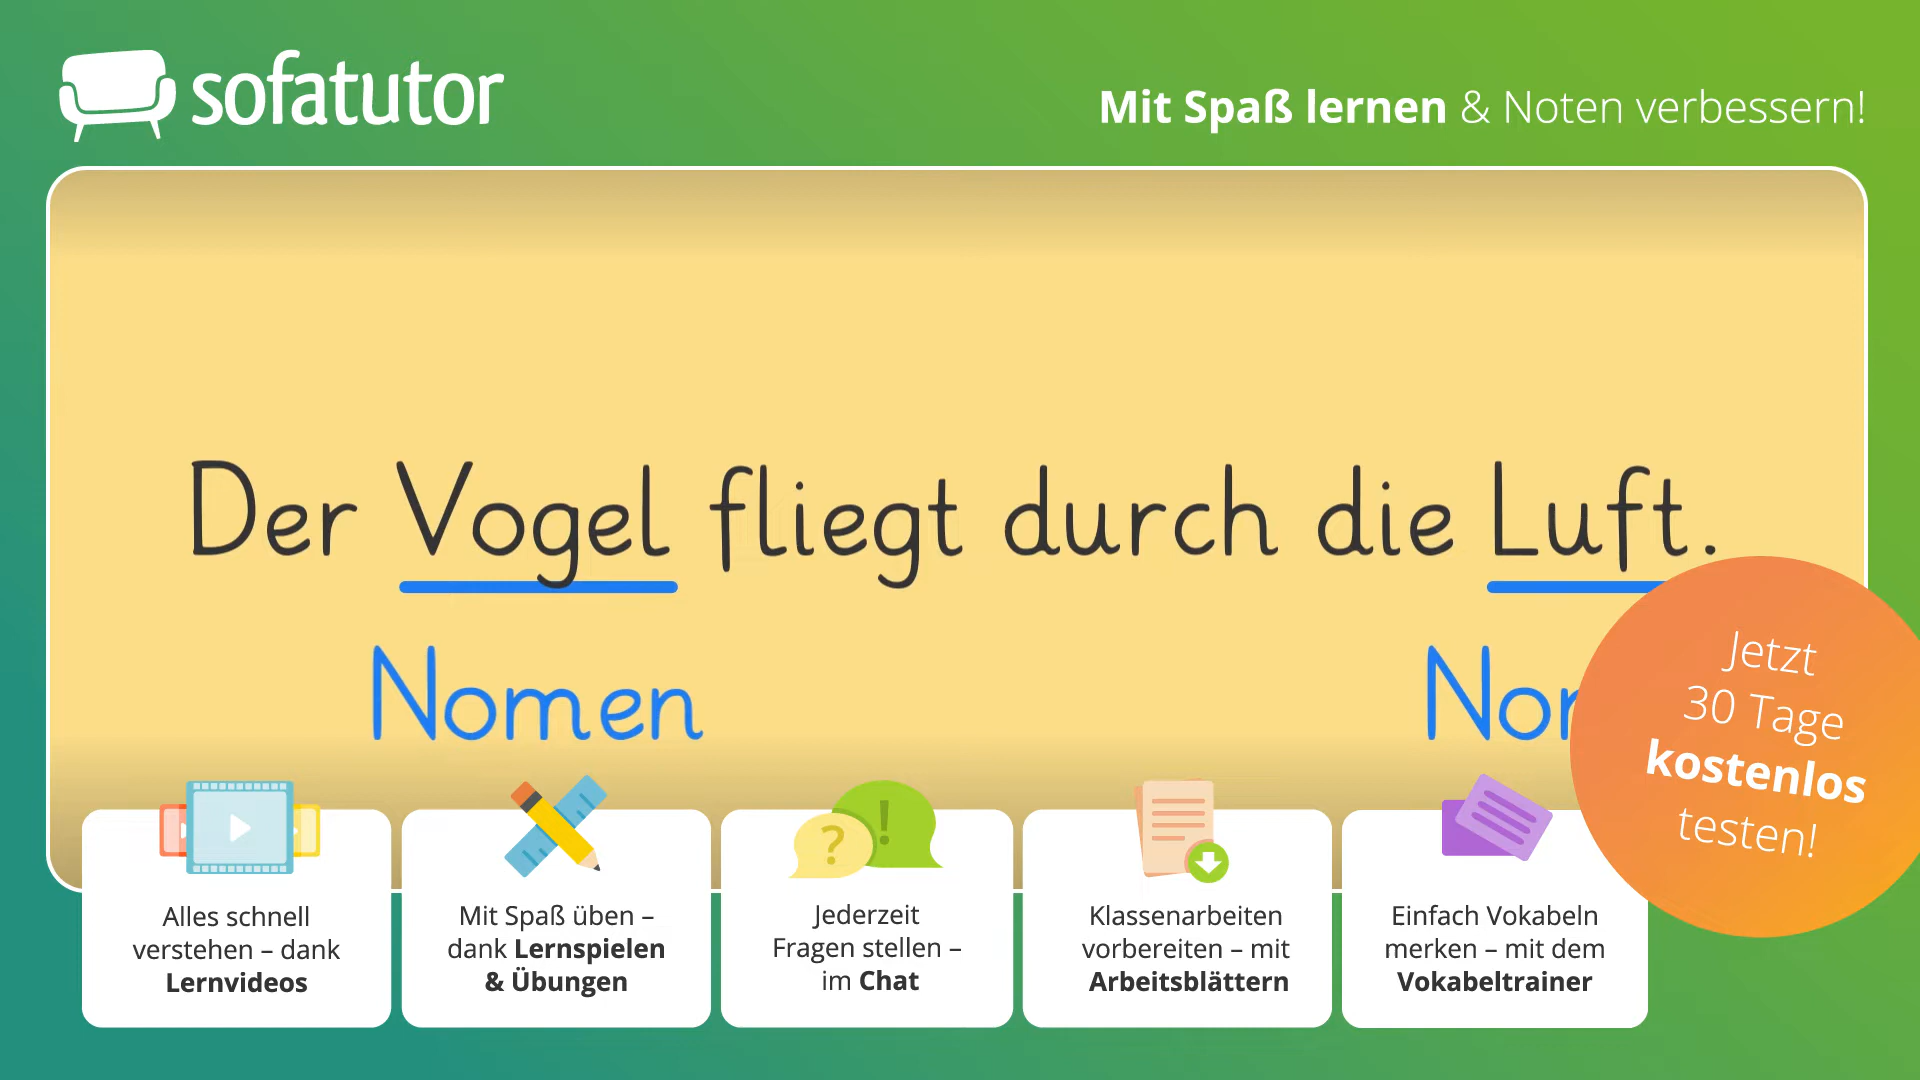 sofatutor
Mit Spaß lernen & Noten verbessern!
Der Vogel fliegt durch die Luft.
Nomen
Jetzt
30 Tage
kostenlos
testen!
Alles schnell
verstehen – dank
Lernvideos
Mit Spaß üben –
dank Lernspielen
& Übungen
?
!
Jederzeit
Fragen stellen –
im Chat
Klassenarbeiten
vorbereiten – mit
Arbeitsblättern
Einfach Vokabeln
merken – mit dem
Vokabeltrainer